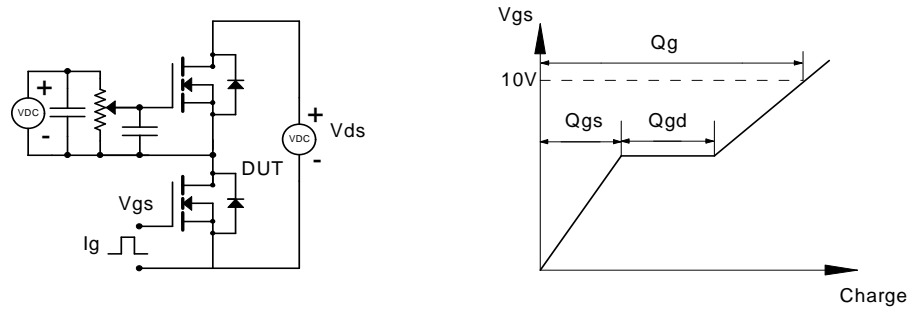 +
VDC
-
+
VDC
-
Vds
DUT
Vgs
Ig
Vgs
Qg
10V
Qgs
Qgd
Charge